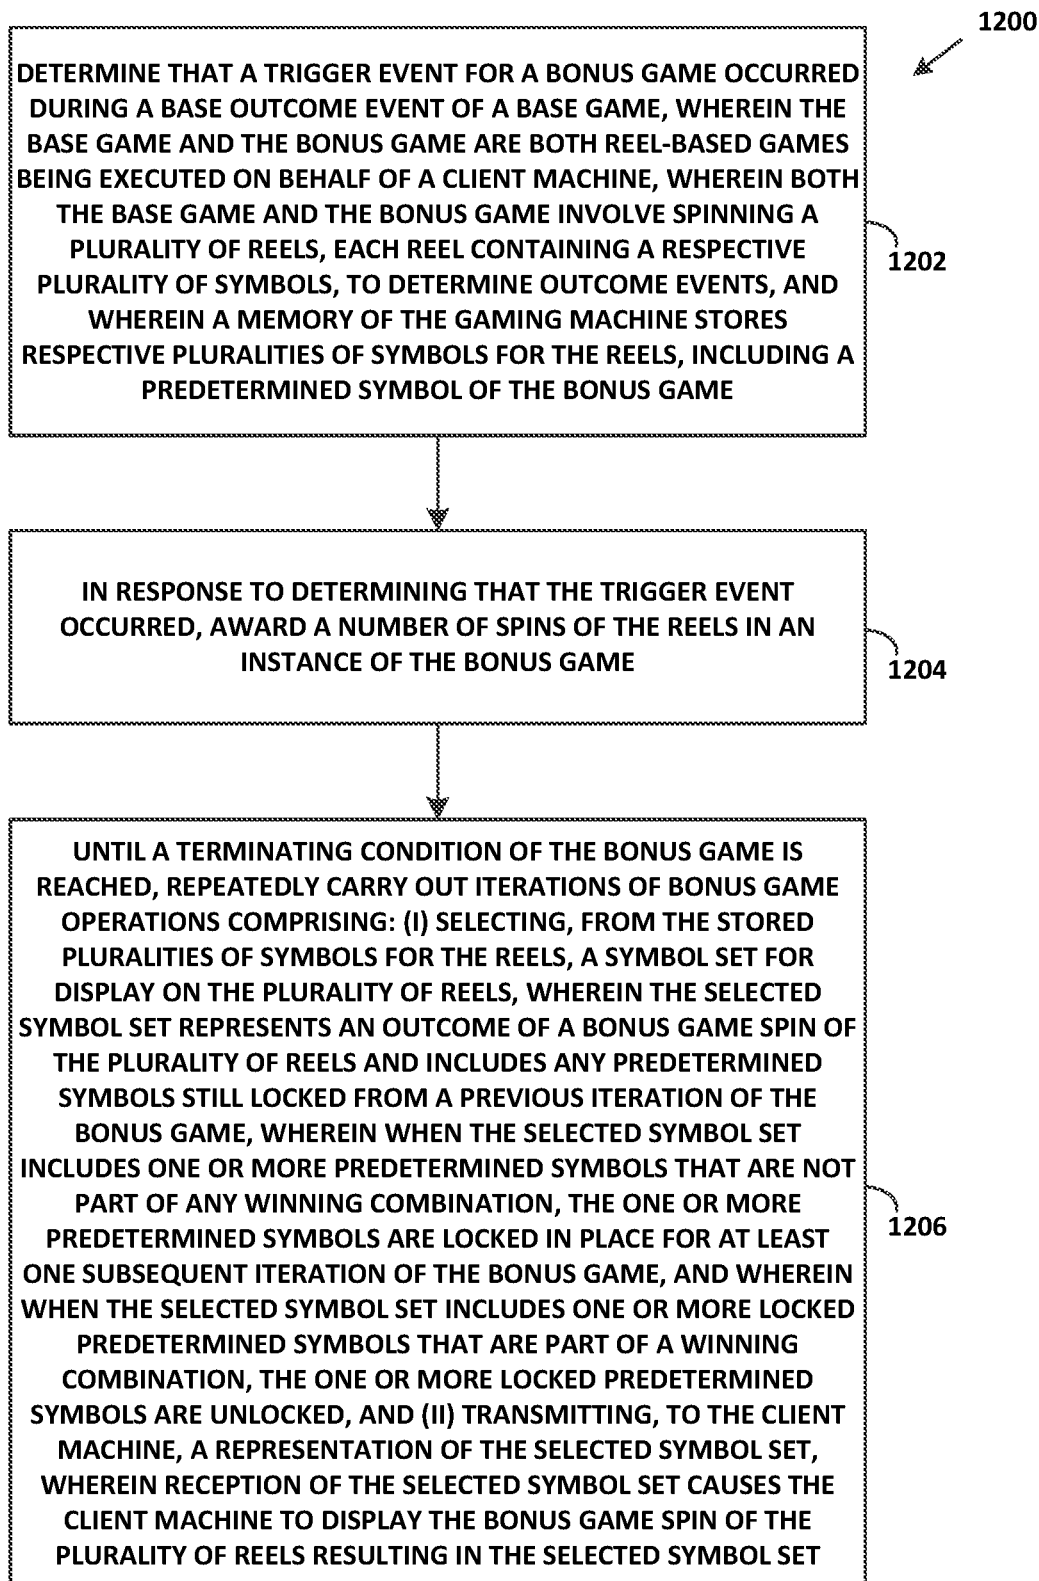 1200
DETERMINE THAT A TRIGGER EVENT FOR A BONUS GAME OCCURRED
DURING A BASE OUTCOME EVENT OF A BASE GAME, WHEREIN THE
BASE GAME AND THE BONUS GAME ARE BOTH REEL-BASED GAMES
BEING EXECUTED ON BEHALF OF A CLIENT MACHINE, WHEREIN BOTH
THE BASE GAME AND THE BONUS GAME INVOLVE SPINNING A
PLURALITY OF REELS, EACH REEL CONTAINING A RESPECTIVE
PLURALITY OF SYMBOLS, TO DETERMINE OUTCOME EVENTS, AND
WHEREIN A MEMORY OF THE GAMING MACHINE STORES
RESPECTIVE PLURALITIES OF SYMBOLS FOR THE REELS, INCLUDING A
PREDETERMINED SYMBOL OF THE BONUS GAME
1202
IN RESPONSE TO DETERMINING THAT THE TRIGGER EVENT
OCCURRED, AWARD A NUMBER OF SPINS OF THE REELS IN AN
INSTANCE OF THE BONUS GAME
1204
UNTIL A TERMINATING CONDITION OF THE BONUS GAME IS
REACHED, REPEATEDLY CARRY OUT ITERATIONS OF BONUS GAME
OPERATIONS COMPRISING: (I) SELECTING, FROM THE STORED
PLURALITIES OF SYMBOLS FOR THE REELS, A SYMBOL SET FOR
DISPLAY ON THE PLURALITY OF REELS, WHEREIN THE SELECTED
SYMBOL SET REPRESENTS AN OUTCOME OF A BONUS GAME SPIN OF
THE PLURALITY OF REELS AND INCLUDES ANY PREDETERMINED
SYMBOLS STILL LOCKED FROM A PREVIOUS ITERATION OF THE
BONUS GAME, WHEREIN WHEN THE SELECTED SYMBOL SET
INCLUDES ONE OR MORE PREDETERMINED SYMBOLS THAT ARE NOT
PART OF ANY WINNING COMBINATION, THE ONE OR MORE
PREDETERMINED SYMBOLS ARE LOCKED IN PLACE FOR AT LEAST
ONE SUBSEQUENT ITERATION OF THE BONUS GAME, AND WHEREIN
WHEN THE SELECTED SYMBOL SET INCLUDES ONE OR MORE LOCKED
PREDETERMINED SYMBOLS THAT ARE PART OF A WINNING
COMBINATION, THE ONE OR MORE LOCKED PREDETERMINED
SYMBOLS ARE UNLOCKED, AND (II) TRANSMITTING, TO THE CLIENT
MACHINE, A REPRESENTATION OF THE SELECTED SYMBOL SET,
WHEREIN RECEPTION OF THE SELECTED SYMBOL SET CAUSES THE
CLIENT MACHINE TO DISPLAY THE BONUS GAME SPIN OF THE
PLURALITY OF REELS RESULTING IN THE SELECTED SYMBOL SET
1206